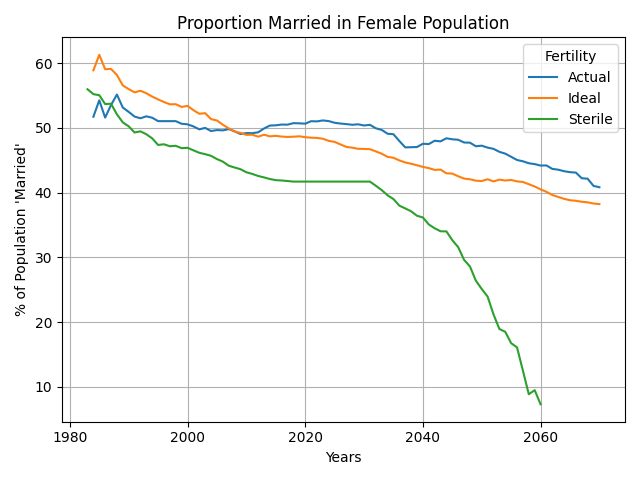 Proportion Married in Female Population
% of Population 'Married'
60
50
40
30
20
10
Fertility
Actual
Ideal
Sterile
1980
2000
2020
2040
2060
Years